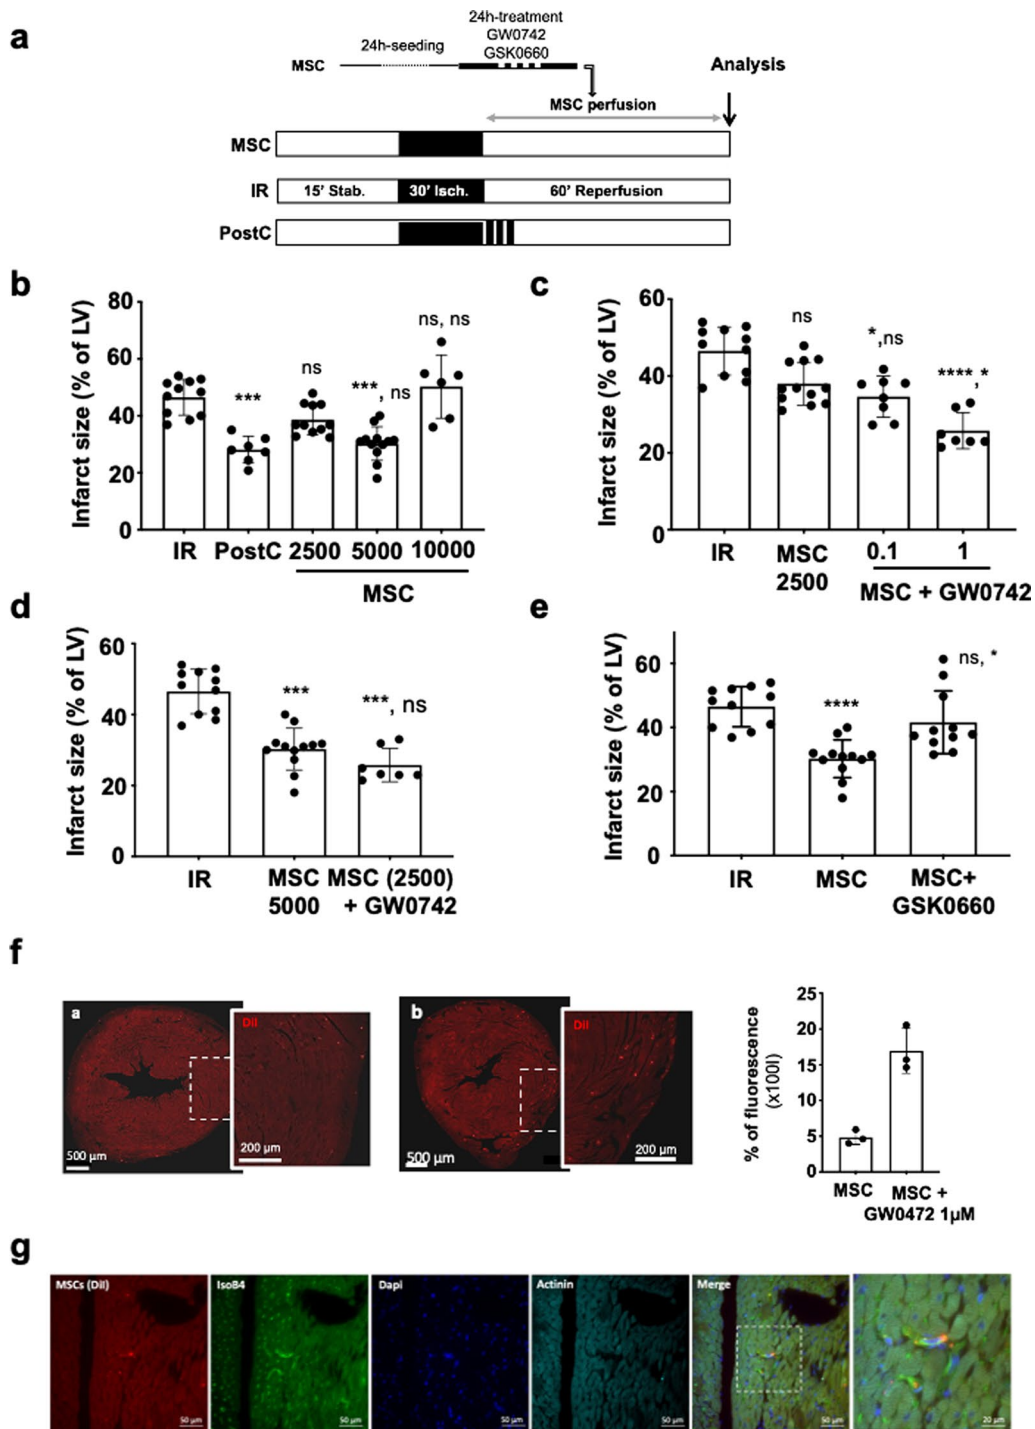 a
24h-treatment
GW0742
GSK0660
24h-seeding
MSC
Analysis
MSC perfusion
MSC
IR 15’ Stab. 30’ Isch. 60’ Reperfusion
PostC
b
Infarct size (% of LV)
80
60
40
20
0
***
ns
***, ns
ns, ns
IR PostC 2500 5000 10000
MSC
c
Infarct size (% of LV)
60
40
20
0
ns
*,ns
****,*
IR MSC 0.1 1
2500 MSC + GW0742
d
Infarct size (% of LV)
60
40
20
0
***
***, ns
IR MSC MSC (2500)
5000 + GW0742
e
Infarct size (% of LV)
60
40
20
0
****
ns, *
IR MSC MSC+
GSK0660
f
a
DiI
500 µm
200 µm
b
DiI
500 µm
200 µm
% of fluorescence
(x100I)
25
20
15
10
5
0
MSC MSC +
GW0472 1µM
g
MSCs (DiI) IsoB4 Dapi Actinin Merge
50 µm 50 µm 50 µm 50 µm 50 µm 20 µm